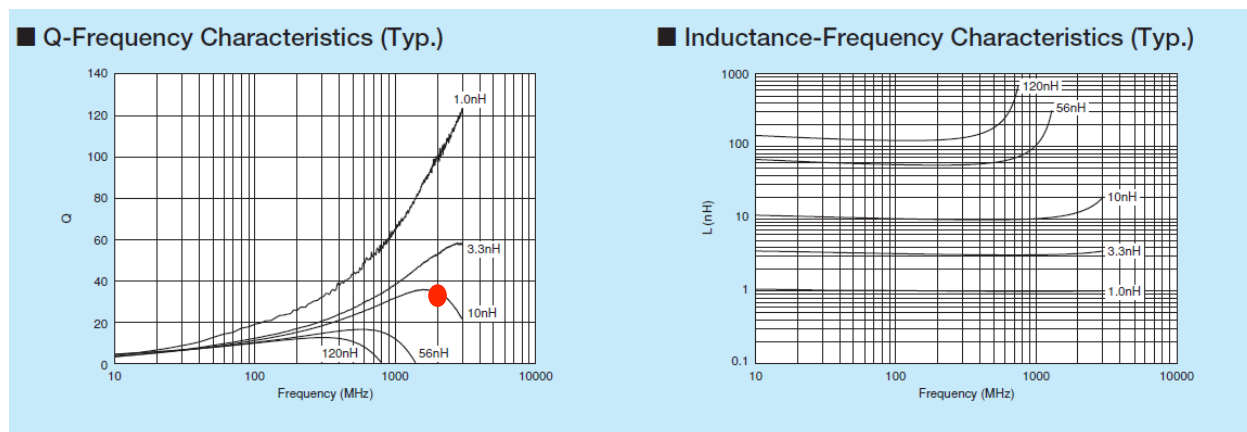 ■ Q-Frequency Characteristics (Typ.)
140
120
100
80
60
40
20
0
Q
1.0nH
3.3nH
10nH
120nH
56nH
10
100
1000
10000
Frequency (MHz)
■ Inductance-Frequency Characteristics (Typ.)
1000
100
10
1
0.1
L (nH)
120nH
56nH
10nH
3.3nH
1.0nH
10
100
1000
10000
Frequency (MHz)